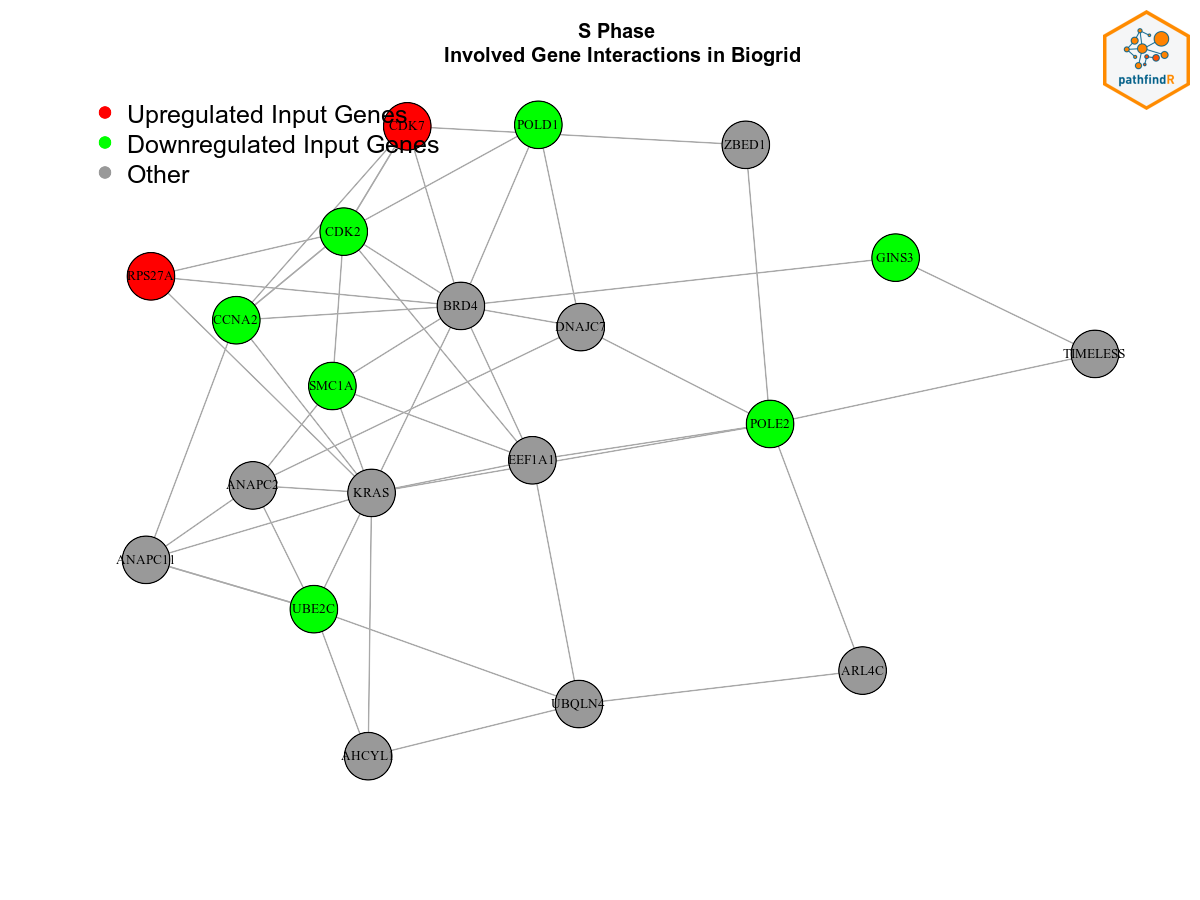 S Phase
Involved Gene Interactions in Biogrid
pathfindR
Upregulated Input Genes
Downregulated Input Genes
Other
CDK7
POLD1
ZBED1
CDK2
GINS3
RPS27A
BRD4
CCNA2
DNAJC7
TIMELESS
SMC1A
POLE2
EEF1A1
ANAPC2
KRAS
ANAPC11
UBE2C
ARL4C
UBQLN4